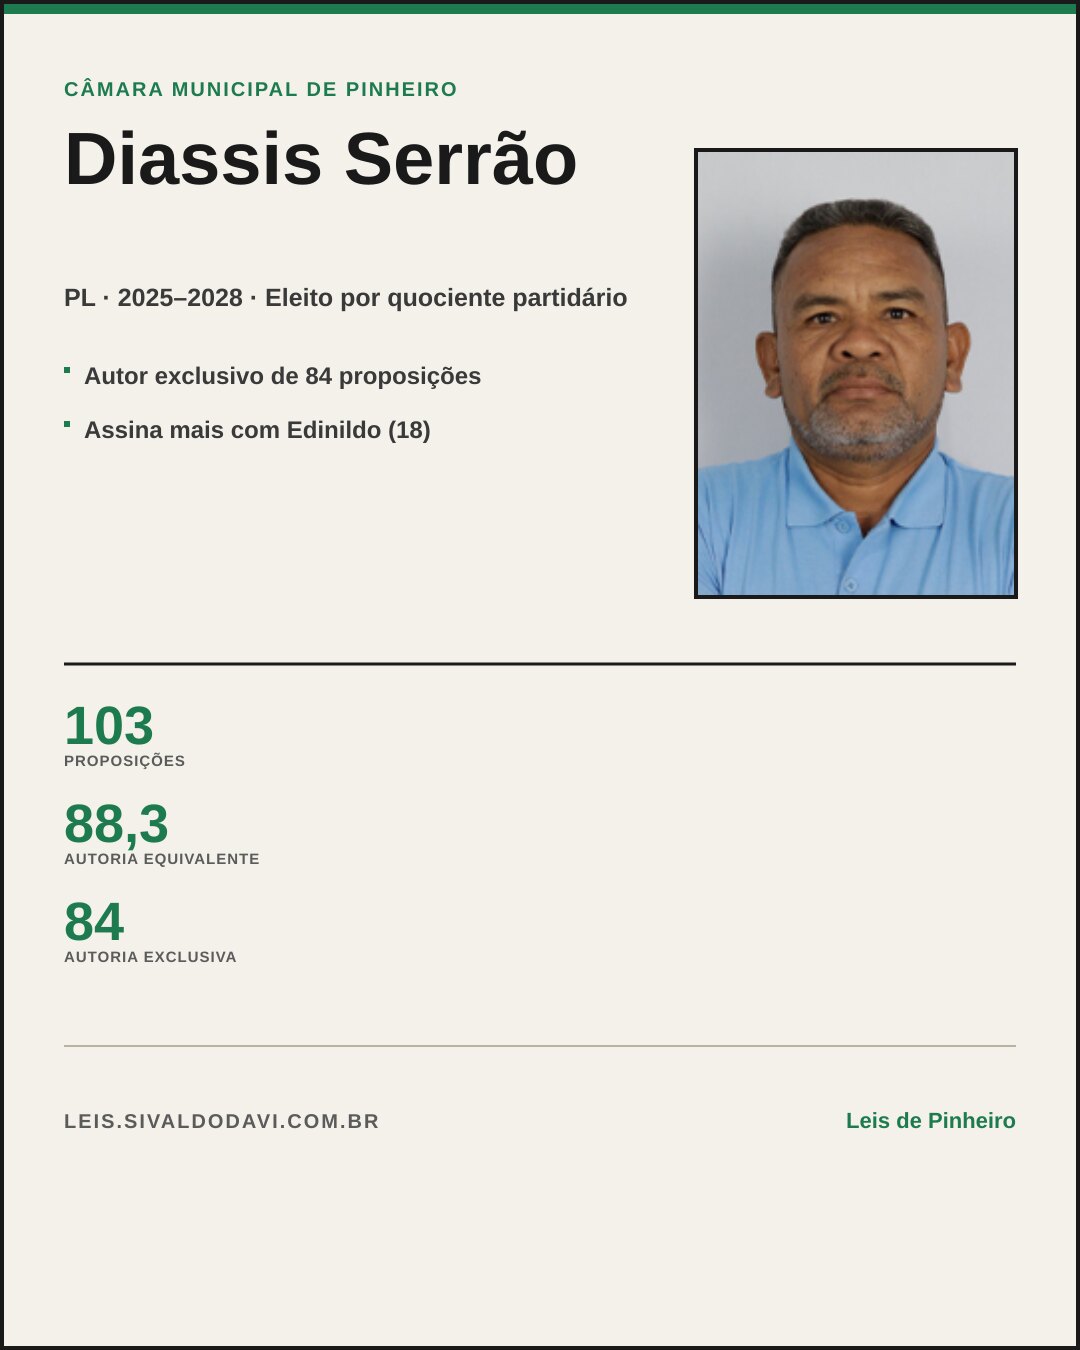 CÂMARA MUNICIPAL DE PINHEIRO
Diassis Serrão
PL · 2025–2028 · Eleito por quociente partidário
Autor exclusivo de 84 proposições
Assina mais com Edinildo (18)
103
PROPOSIÇÕES
88,3
AUTORIA EQUIVALENTE
84
AUTORIA EXCLUSIVA
LEIS.SIVALDODAVI.COM.BR
Leis de Pinheiro